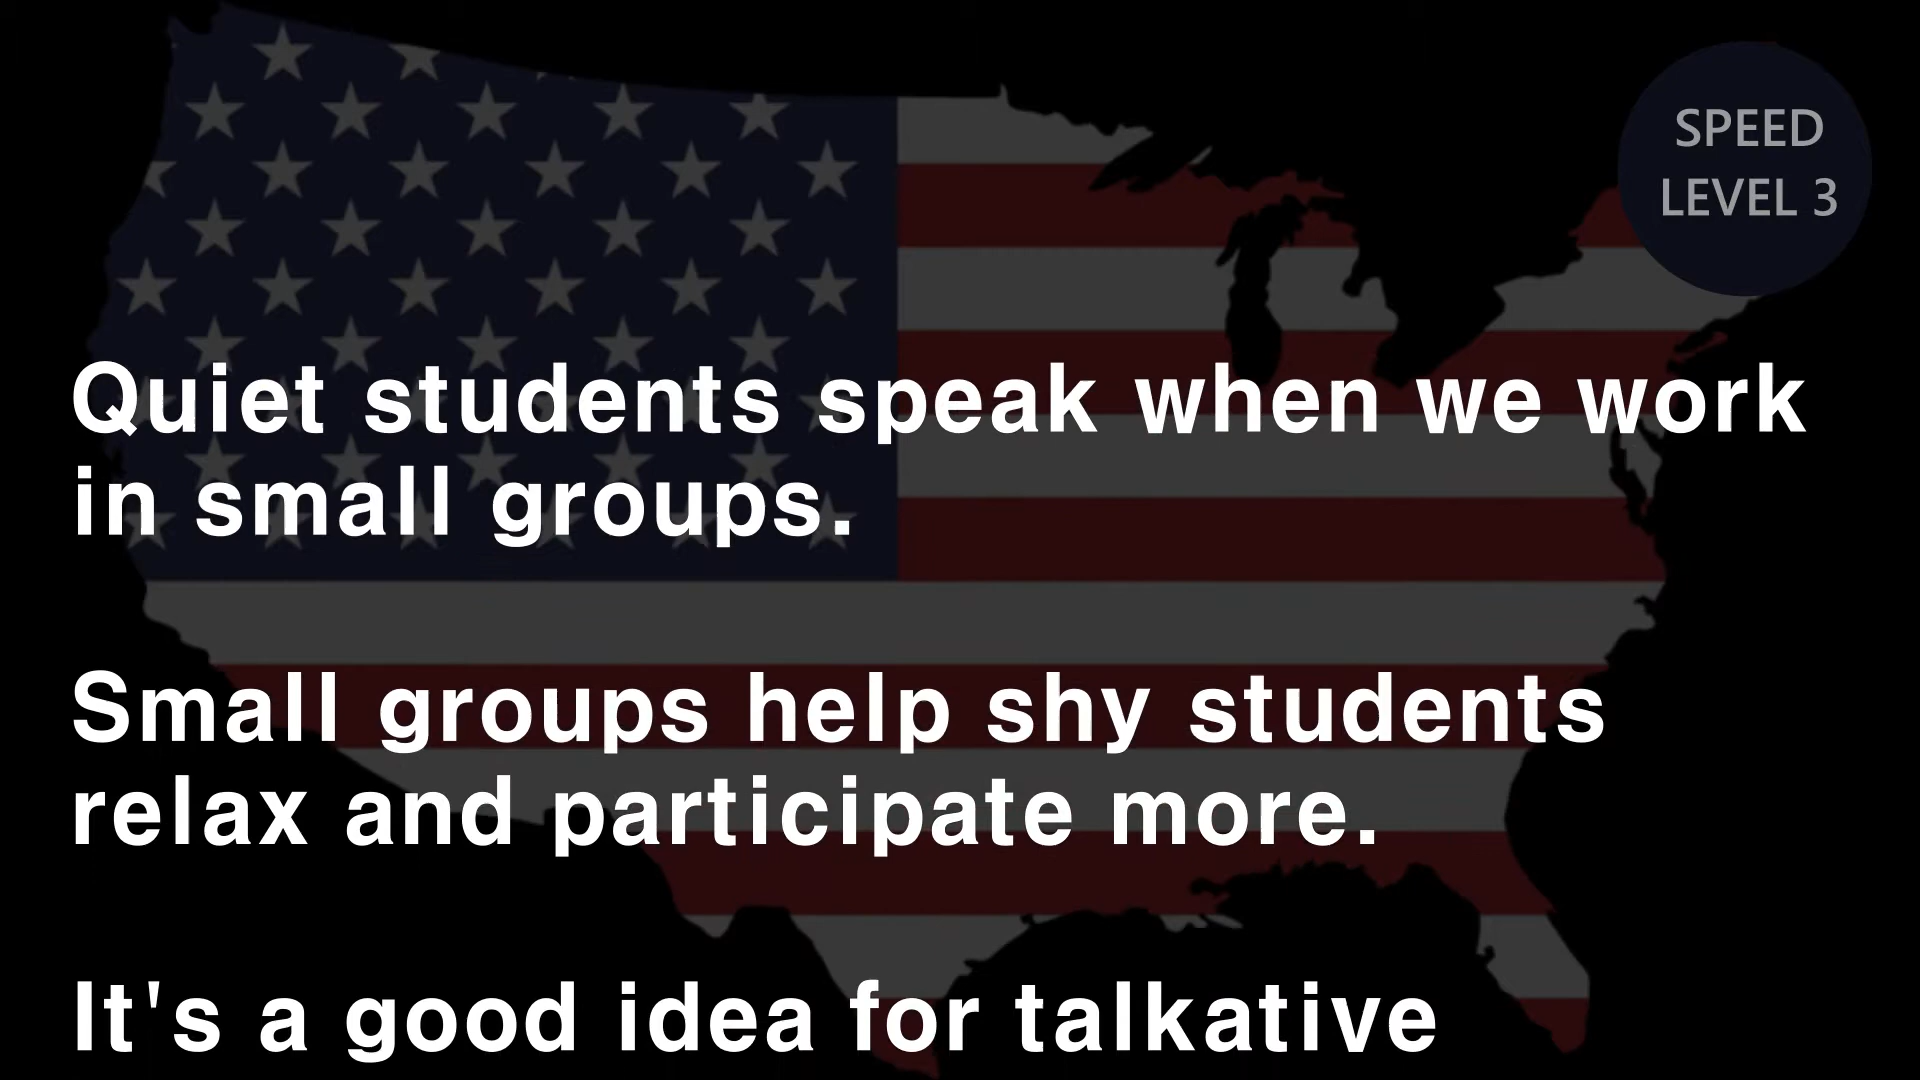 SPEED
LEVEL 3
Quiet students speak when we work
in small groups.
Small groups help shy students
relax and participate more.
It's a good idea for talkative